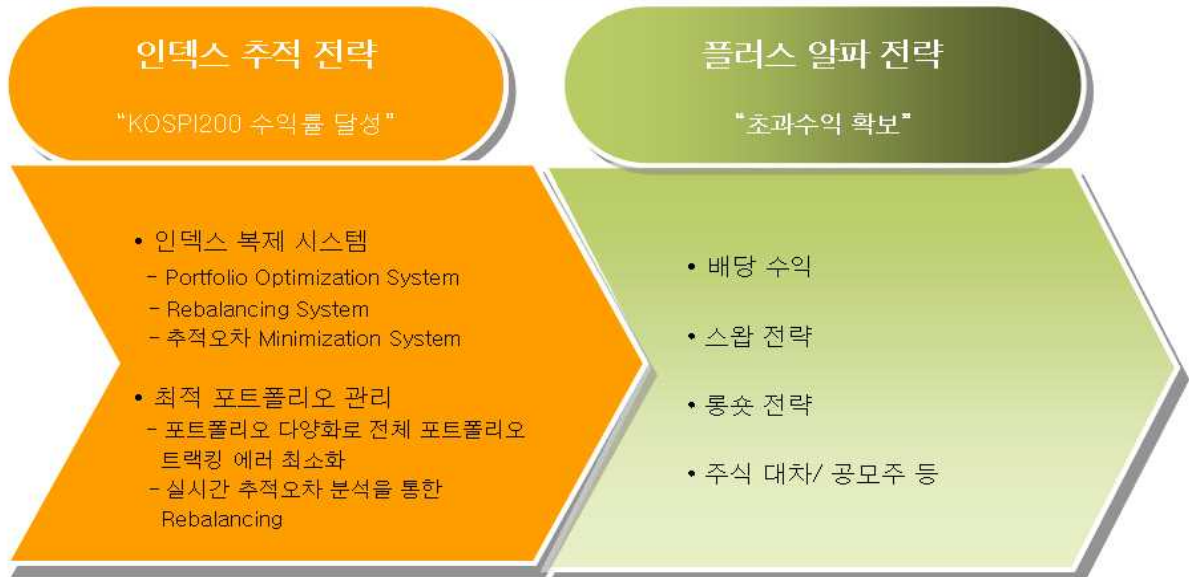 인덱스 추적 전략
“KOSPI200 수익률 달성”
• 인덱스 복제 시스템
- Portfolio Optimization System
- Rebalancing System
- 추적오차 Minimization System
• 최적 포트폴리오 관리
- 포트폴리오 다양화로 전체 포트폴리오
트랙킹 에러 최소화
- 실시간 추적오차 분석을 통한
Rebalancing
플러스 알파 전략
“초과수익 확보”
• 배당 수익
• 스왑 전략
• 롱숏 전략
• 주식 대차/ 공모주 등